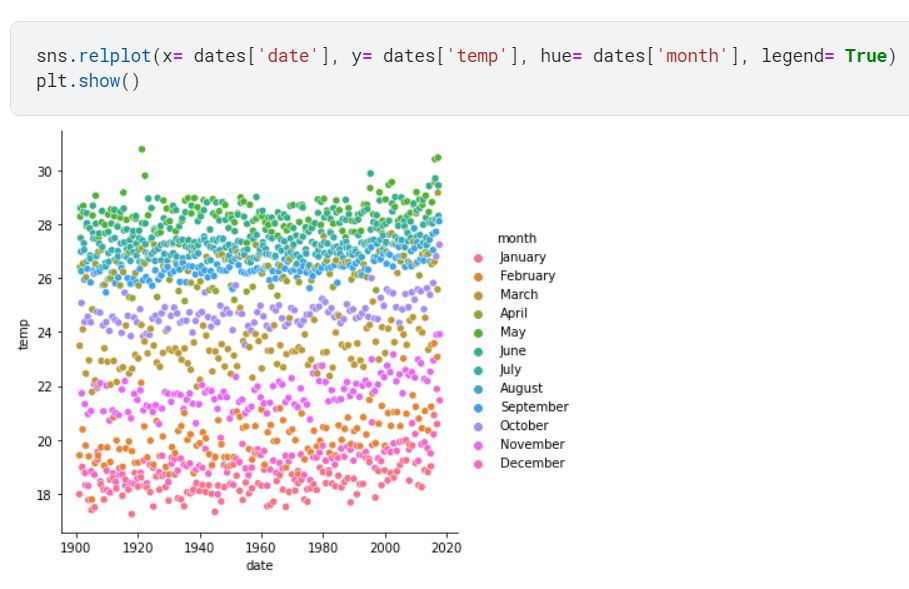 sns.relplot(x= dates['date'], y= dates['temp'], hue= dates['month'], legend= True)
plt.show()
30
28
26
24
22
20
18
temp
1900
1920
1940
1960
1980
2000
2020
date
month
January
February
March
April
May
June
July
August
September
October
November
December